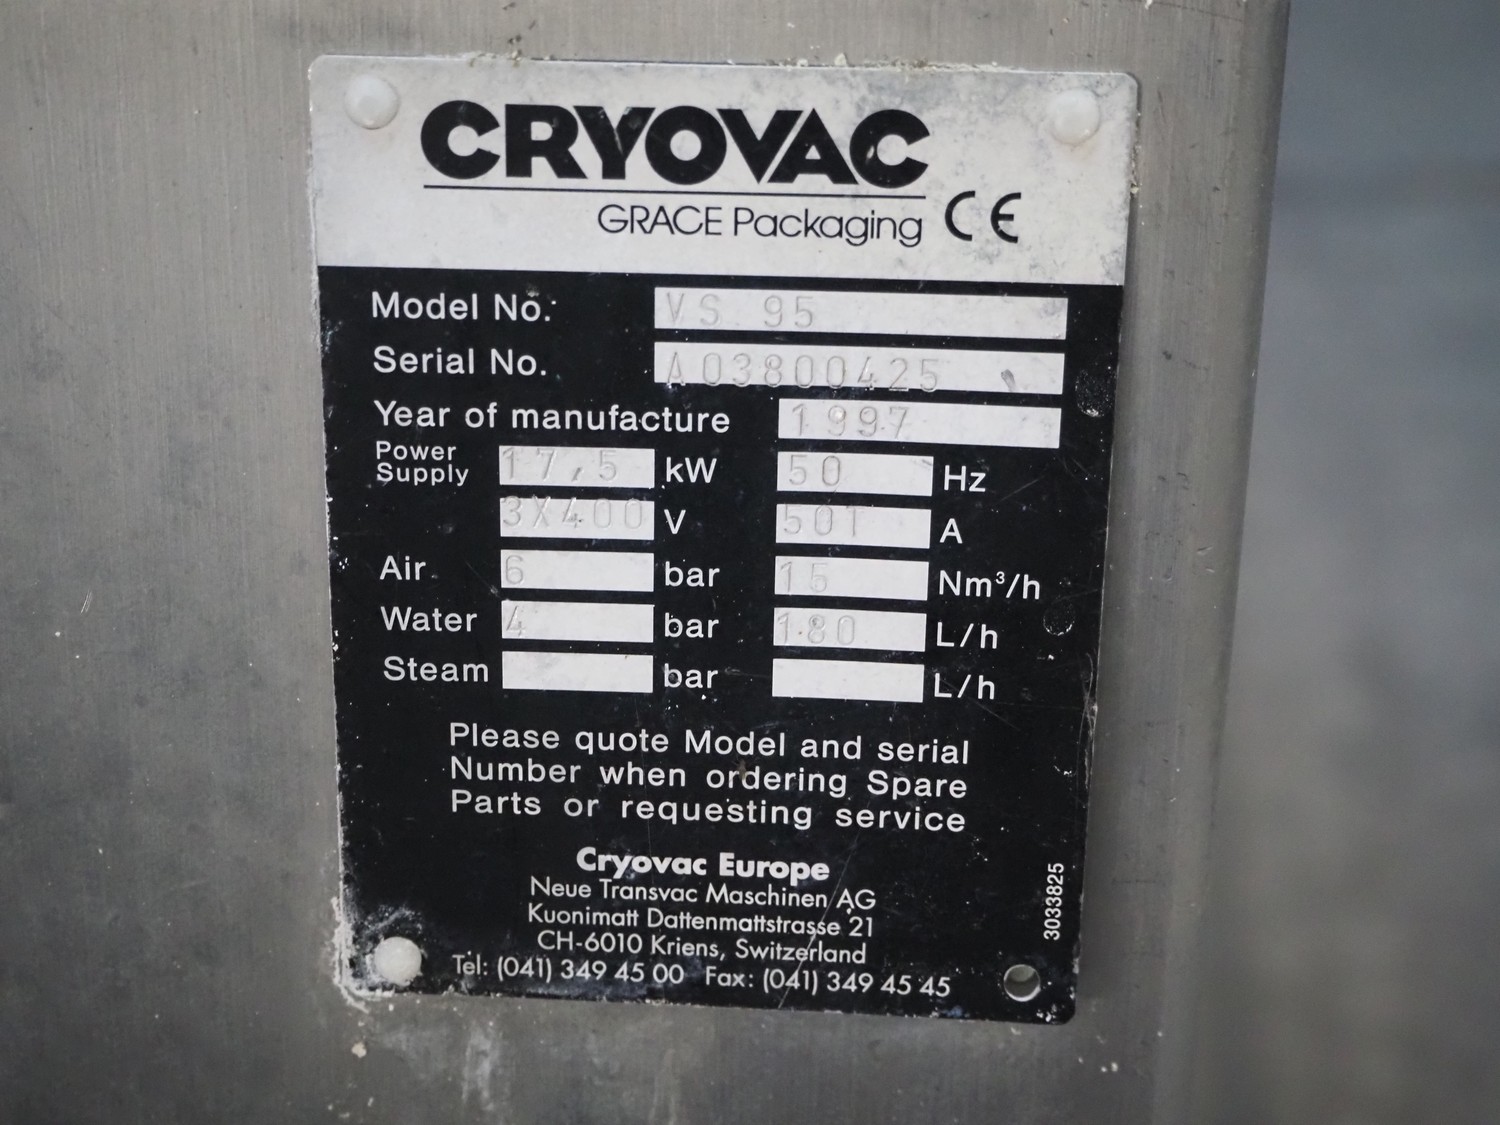 CRYOVAC
GRACE Packaging CE
Model No: VS 95
Serial No. A03800425
Year of manufacture 1997
Power Supply 17,5 kW 50 Hz
3X400 V 50T A
Air 6 bar 15 Nm³/h
Water 4 bar 180 L/h
Steam bar L/h
Please quote Model and serial
Number when ordering Spare
Parts or requesting service
Cryovac Europe
Neue Transvac Maschinen AG
Kuonimatt Dattenmattstrasse 21
CH-6010 Kriens, Switzerland
Tel: (041) 349 45 00 Fax: (041) 349 45 45
3033825